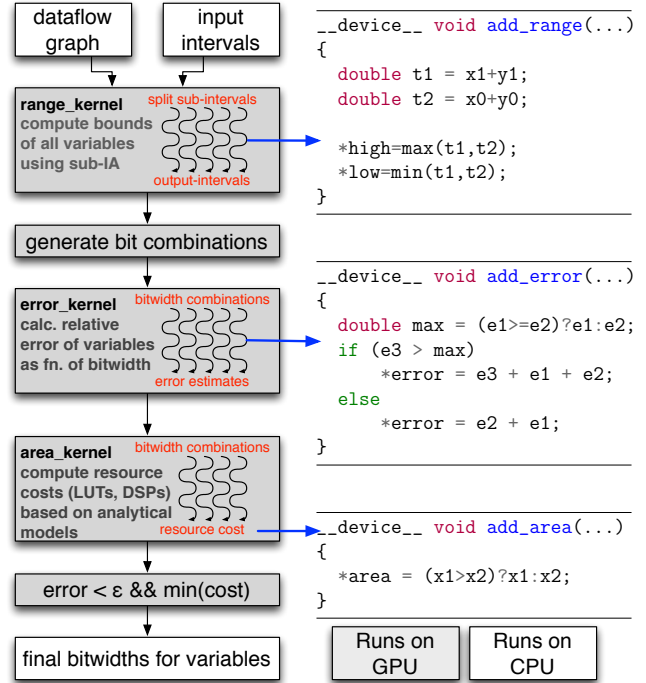 dataflow
graph
input
intervals
range_kernel
compute bounds
of all variables
using sub-IA
split sub-intervals
output-intervals
generate bit combinations
error_kernel
calc. relative
error of variables
as fn. of bitwidth
bitwidth combinations
error estimates
area_kernel
compute resource
costs (LUTs, DSPs)
based on analytical
models
bitwidth combinations
resource cost
error < ε && min(cost)
final bitwidths for variables
__device__ void add_range(...)
{
  double t1 = x1+y1;
  double t2 = x0+y0;
  *high=max(t1,t2);
  *low=min(t1,t2);
}
__device__ void add_error(...)
{
  double max = (e1>=e2)?e1:e2;
  if (e3 > max)
      *error = e3 + e1 + e2;
  else
      *error = e2 + e1;
}
__device__ void add_area(...)
{
  *area = (x1>x2)?x1:x2;
}
Runs on
GPU
Runs on
CPU